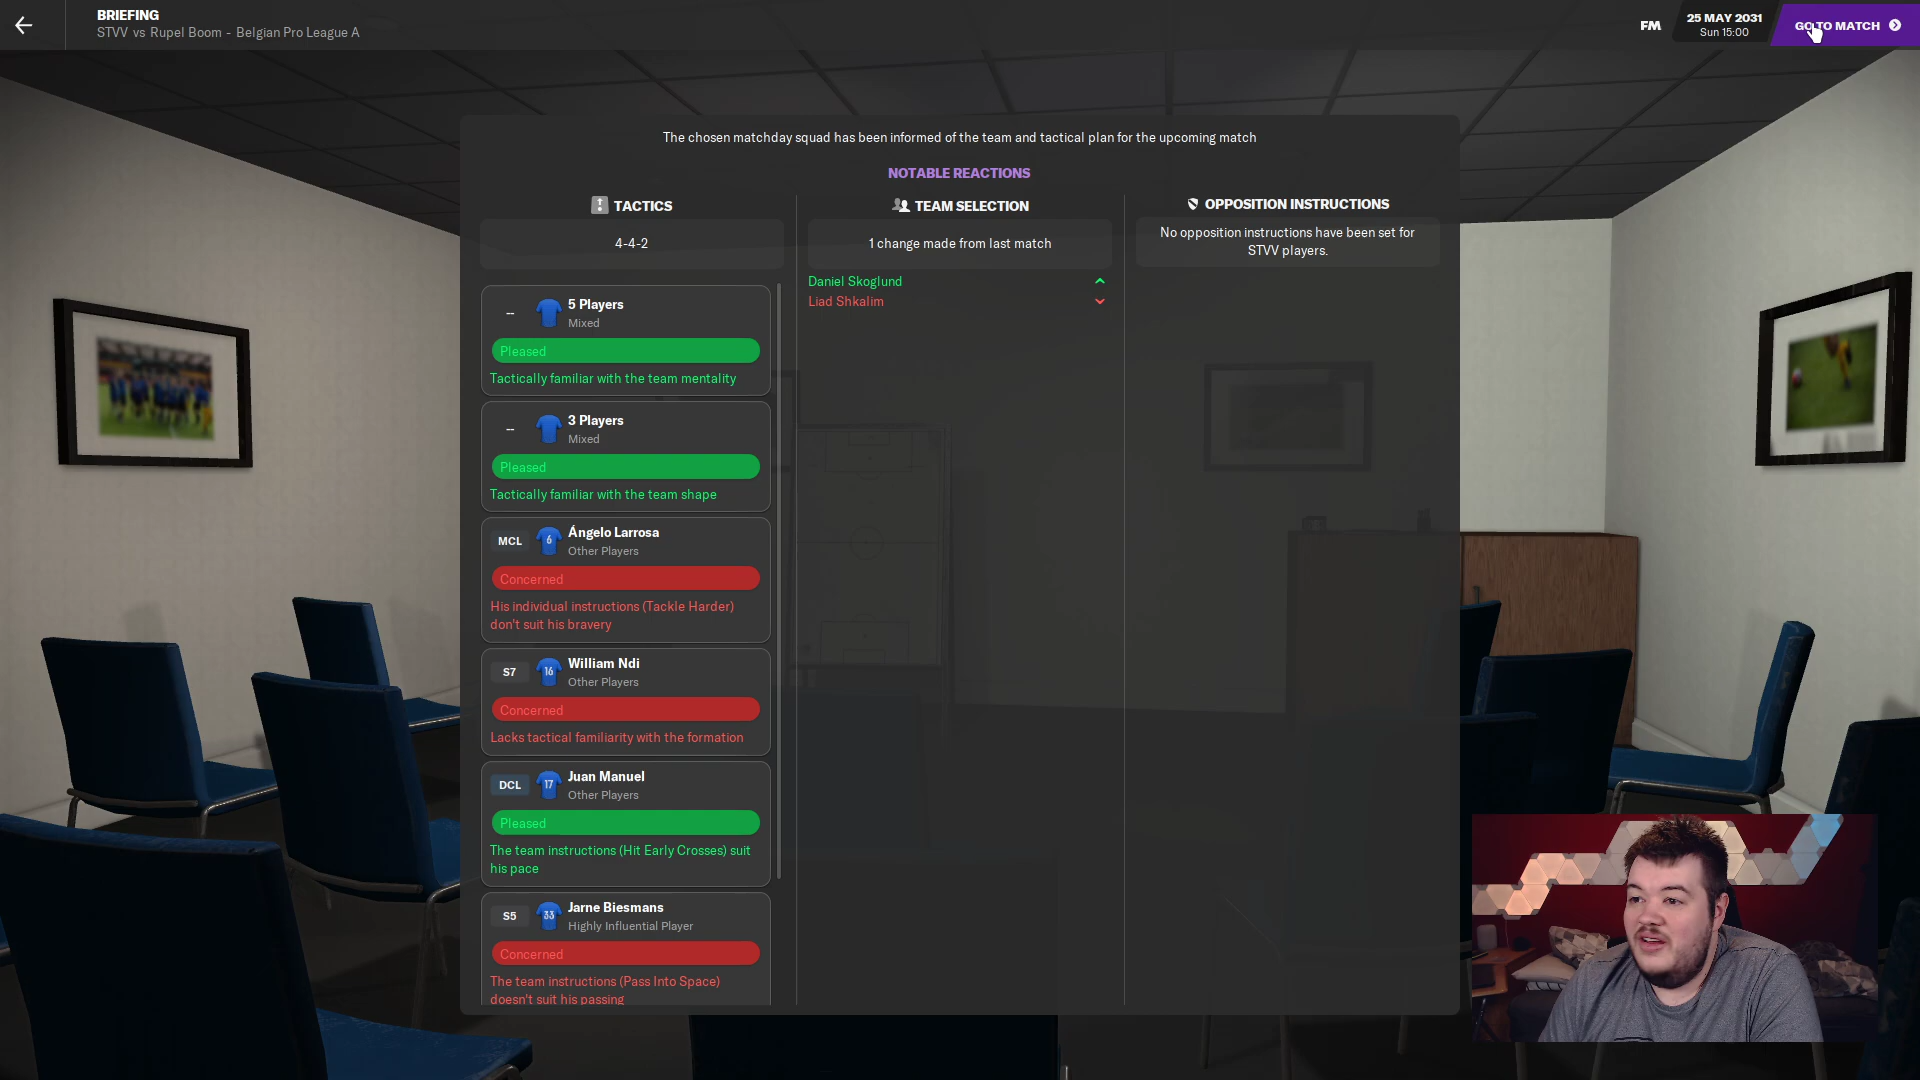 BRIEFING
STVV vs Rupel Boom - Belgian Pro League A
FM
25 MAY 2031
Sun 15:00
GO TO MATCH
The chosen matchday squad has been informed of the team and tactical plan for the upcoming match
NOTABLE REACTIONS
TACTICS
4-4-2
-- 5 Players
Mixed
Pleased
Tactically familiar with the team mentality
-- 3 Players
Mixed
Pleased
Tactically familiar with the team shape
MCL 6 Ángelo Larrosa
Other Players
Concerned
His individual instructions (Tackle Harder)
don't suit his bravery
S7 16 William Ndi
Other Players
Concerned
Lacks tactical familiarity with the formation
DCL 17 Juan Manuel
Other Players
Pleased
The team instructions (Hit Early Crosses) suit
his pace
S5 33 Jarne Biesmans
Highly Influential Player
Concerned
The team instructions (Pass Into Space)
doesn't suit his passing
TEAM SELECTION
1 change made from last match
Daniel Skoglund
Liad Shkalim
OPPOSITION INSTRUCTIONS
No opposition instructions have been set for
STVV players.